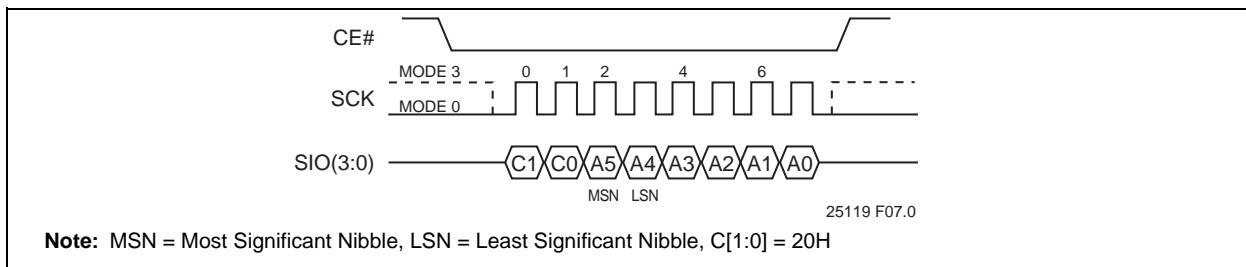 CE#
MODE 3 0 1 2 4 6
SCK
MODE 0
SIO(3:0) C1 C0 A5 A4 A3 A2 A1 A0
MSN LSN
25119 F07.0
Note: MSN = Most Significant Nibble, LSN = Least Significant Nibble, C[1:0] = 20H